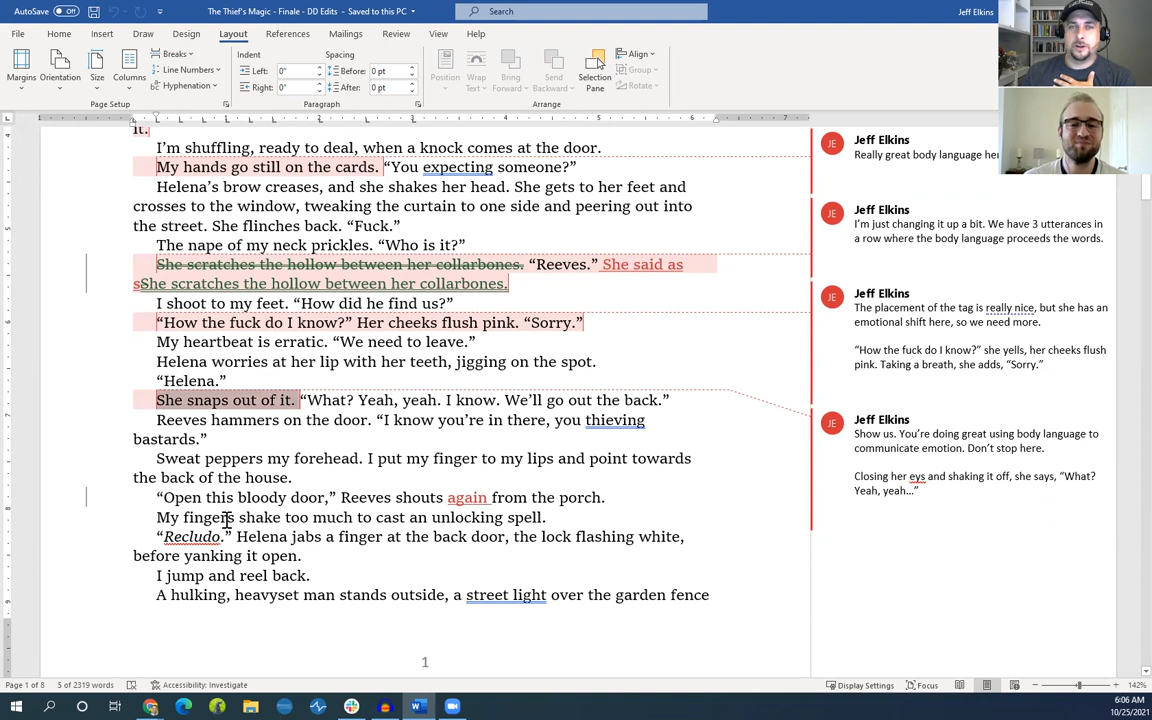 AutoSave Off
The Thief's Magic - Finale - DD Edits - Saved to this PC
Search
Jeff Elkins
File Home Insert Draw Design Layout References Mailings Review View Help
Margins Orientation Size Columns
Breaks
Line Numbers
Hyphenation
Page Setup
Indent
Left: 0"
Right: 0"
Spacing
Before: 0 pt
After: 0 pt
Paragraph
Position Wrap Text Bring Forward Send Backward Selection Pane
Align
Group
Rotate
Arrange
it.
I'm shuffling, ready to deal, when a knock comes at the door.
My hands go still on the cards. “You expecting someone?”
Helena's brow creases, and she shakes her head. She gets to her feet and
crosses to the window, tweaking the curtain to one side and peering out into
the street. She flinches back. “Fuck.”
The nape of my neck prickles. “Who is it?”
She scratches the hollow between her collarbones. “Reeves.” She said as
sShe scratches the hollow between her collarbones.
I shoot to my feet. “How did he find us?”
“How the fuck do I know?” Her cheeks flush pink. “Sorry.”
My heartbeat is erratic. “We need to leave.”
Helena worries at her lip with her teeth, jigging on the spot.
“Helena.”
She snaps out of it. “What? Yeah, yeah. I know. We'll go out the back.”
Reeves hammers on the door. “I know you're in there, you thieving
bastards.”
Sweat peppers my forehead. I put my finger to my lips and point towards
the back of the house.
“Open this bloody door,” Reeves shouts again from the porch.
My fingers shake too much to cast an unlocking spell.
“Recludo.” Helena jabs a finger at the back door, the lock flashing white,
before yanking it open.
I jump and reel back.
A hulking, heavyset man stands outside, a street light over the garden fence
1
JE
Jeff Elkins
Really great body language her
JE
Jeff Elkins
I'm just changing it up a bit. We have 3 utterances in
a row where the body language proceeds the words.
JE
Jeff Elkins
The placement of the tag is really nice, but she has an
emotional shift here, so we need more.
“How the fuck do I know?” she yells, her cheeks flush
pink. Taking a breath, she adds, “Sorry.”
JE
Jeff Elkins
Show us. You're doing great using body language to
communicate emotion. Don't stop here.
Closing her eys and shaking it off, she says, “What?
Yeah, yeah…”
Page 1 of 8 5 of 2319 words Accessibility: Investigate
Display Settings Focus 142%
6:06 AM
10/25/2021